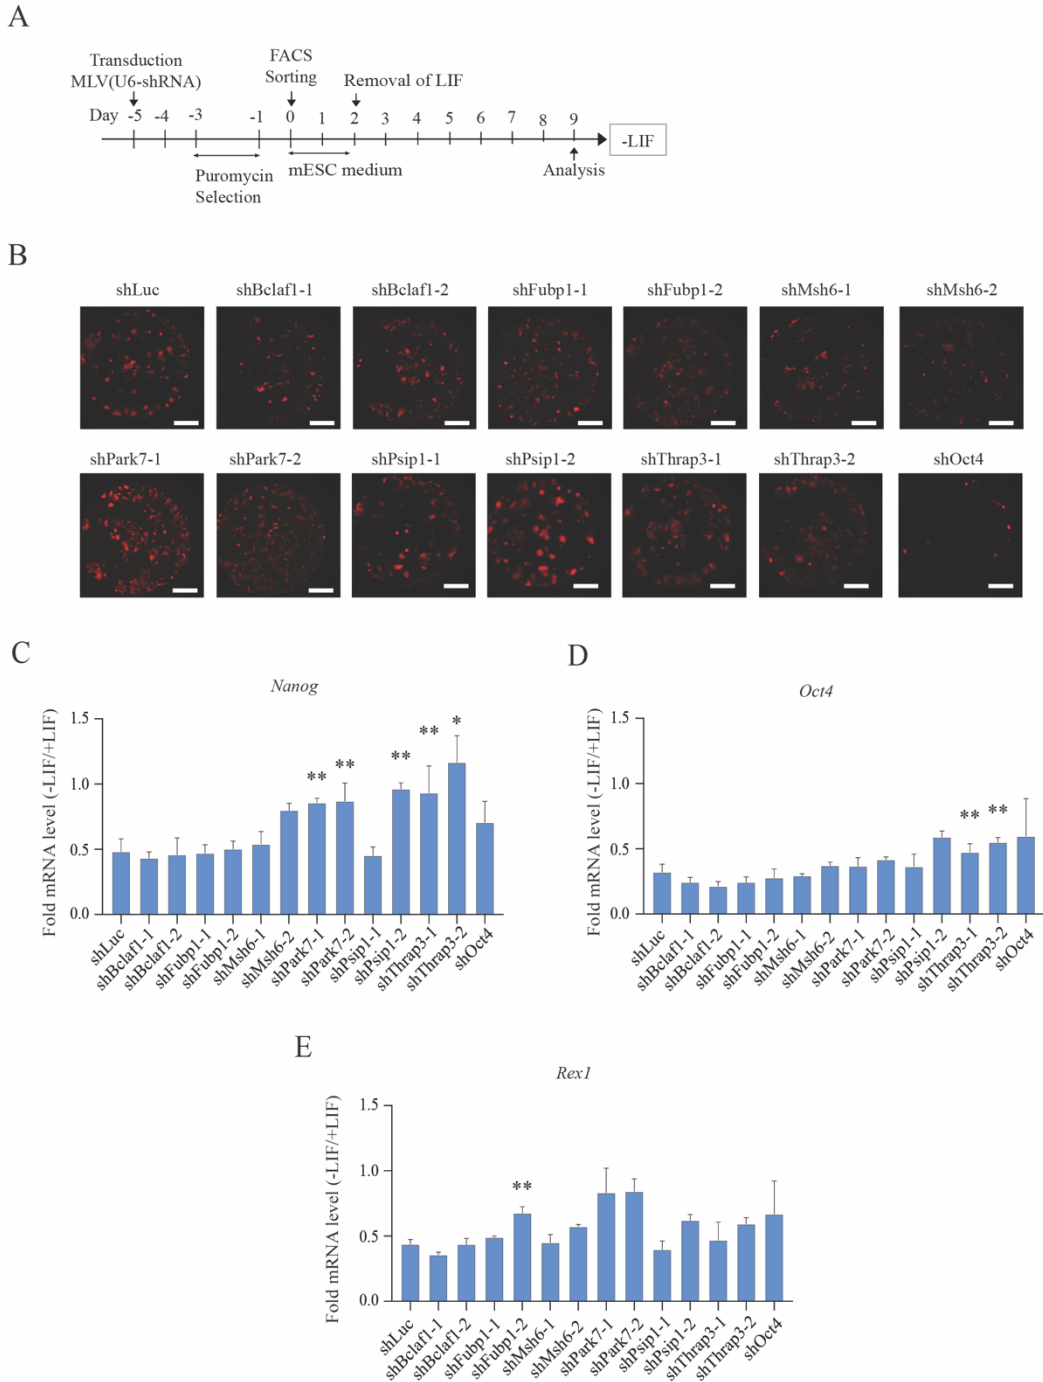 A
Transduction
MLV(U6-shRNA)
FACS
Sorting
Removal of LIF
Day -5 -4 -3 -1 0 1 2 3 4 5 6 7 8 9
-LIF
Puromycin
Selection
mESC medium
Analysis
B
shLuc shBclaf1-1 shBclaf1-2 shFubp1-1 shFubp1-2 shMsh6-1 shMsh6-2
shPark7-1 shPark7-2 shPsip1-1 shPsip1-2 shThrap3-1 shThrap3-2 shOct4
C
Nanog
Fold mRNA level (-LIF/+LIF)
1.5
1.0
0.5
0.0
** ** ** ** *
shLuc shBclaf1-1 shBclaf1-2 shFubp1-1 shFubp1-2 shMsh6-1 shMsh6-2 shPark7-1 shPark7-2 shPsip1-1 shPsip1-2 shThrap3-1 shThrap3-2 shOct4
D
Oct4
Fold mRNA level (-LIF/+LIF)
1.5
1.0
0.5
0.0
** **
shLuc shBclaf1-1 shBclaf1-2 shFubp1-1 shFubp1-2 shMsh6-1 shMsh6-2 shPark7-1 shPark7-2 shPsip1-1 shPsip1-2 shThrap3-1 shThrap3-2 shOct4
E
Rex1
Fold mRNA level (-LIF/+LIF)
1.5
1.0
0.5
0.0
**
shLuc shBclaf1-1 shBclaf1-2 shFubp1-1 shFubp1-2 shMsh6-1 shMsh6-2 shPark7-1 shPark7-2 shPsip1-1 shPsip1-2 shThrap3-1 shThrap3-2 shOct4